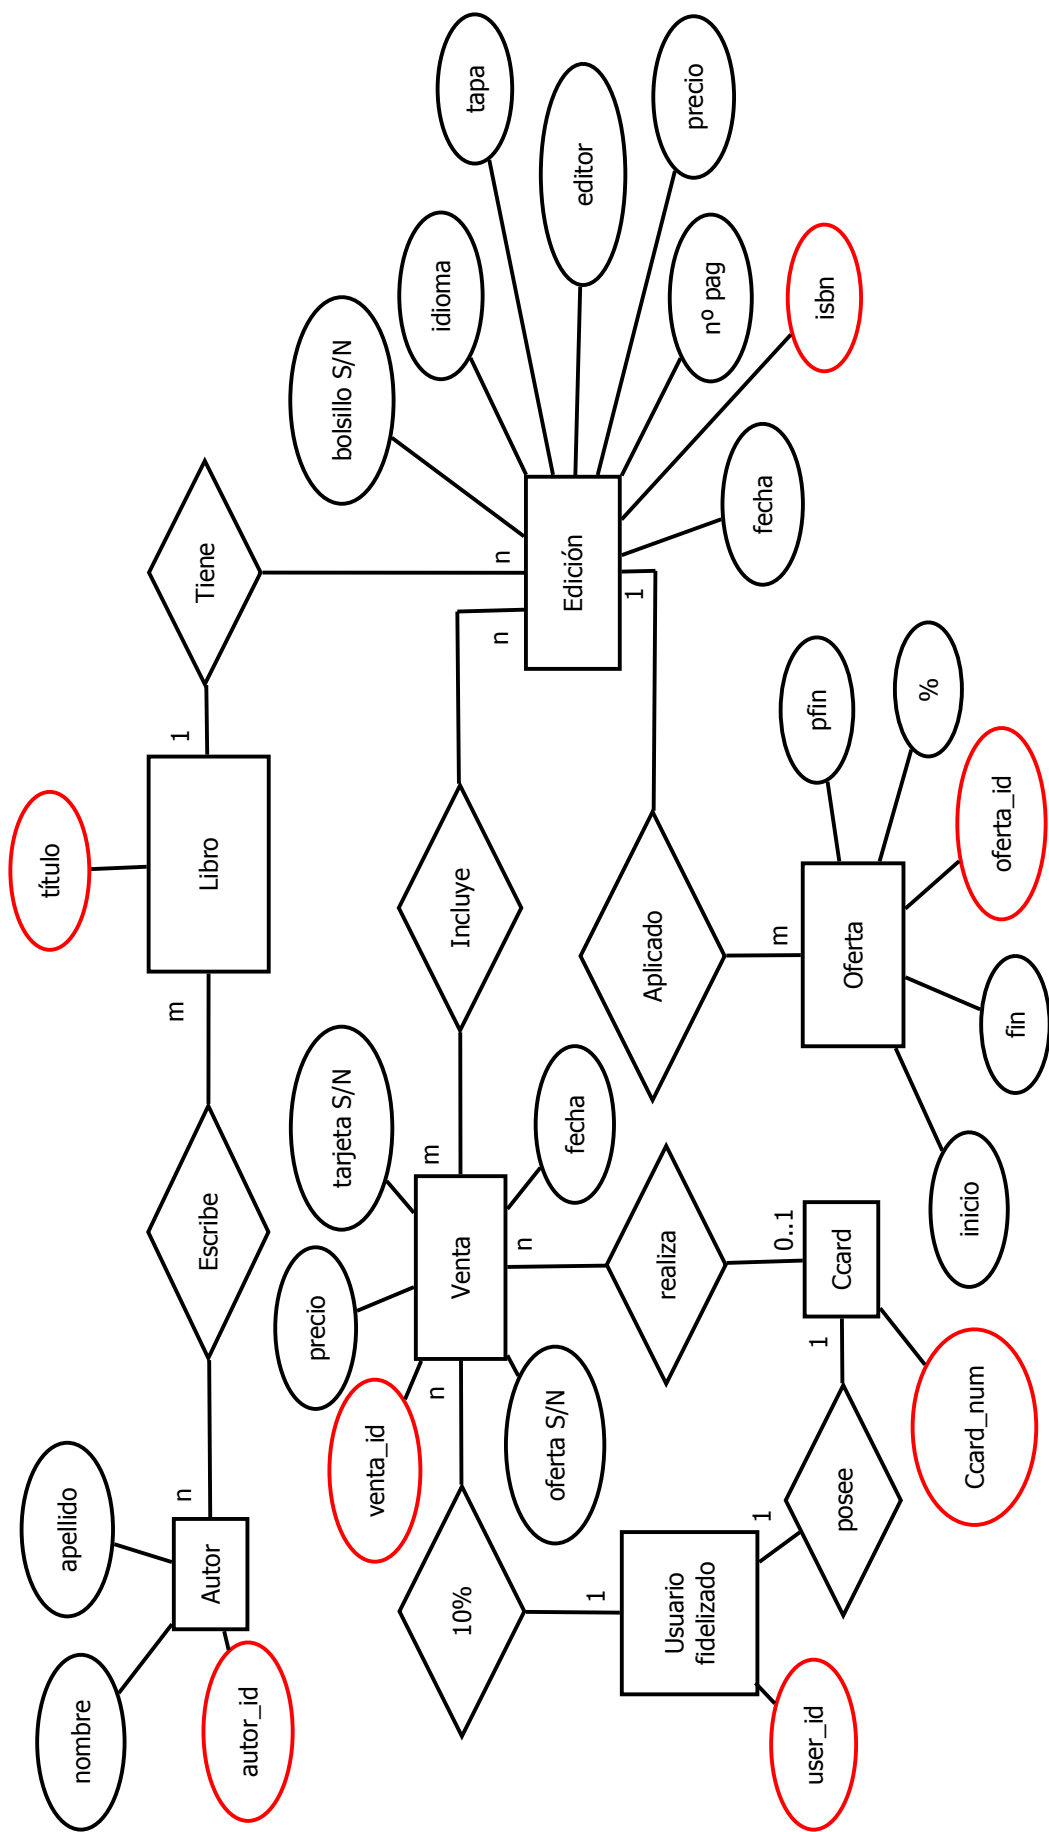 nombre
apellido
autor_id
Autor
n
Escribe
m
título
Libro
1
Tiene
n
bolsillo S/N
idioma
tapa
editor
precio
nº pag
isbn
fecha
Edición
n
1
Incluye
m
tarjeta S/N
precio
venta_id
Venta
fecha
oferta S/N
n
n
10%
1
Usuario
fidelizado
user_id
1
posee
1
Ccard
Ccard_num
0..1
realiza
Aplicado
m
Oferta
pfin
%
oferta_id
fin
inicio